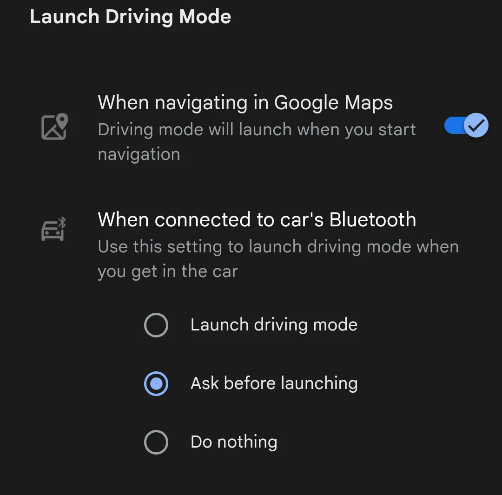 Launch Driving Mode
When navigating in Google Maps
Driving mode will launch when you start
navigation
When connected to car's Bluetooth
Use this setting to launch driving mode when
you get in the car
Launch driving mode
Ask before launching
Do nothing